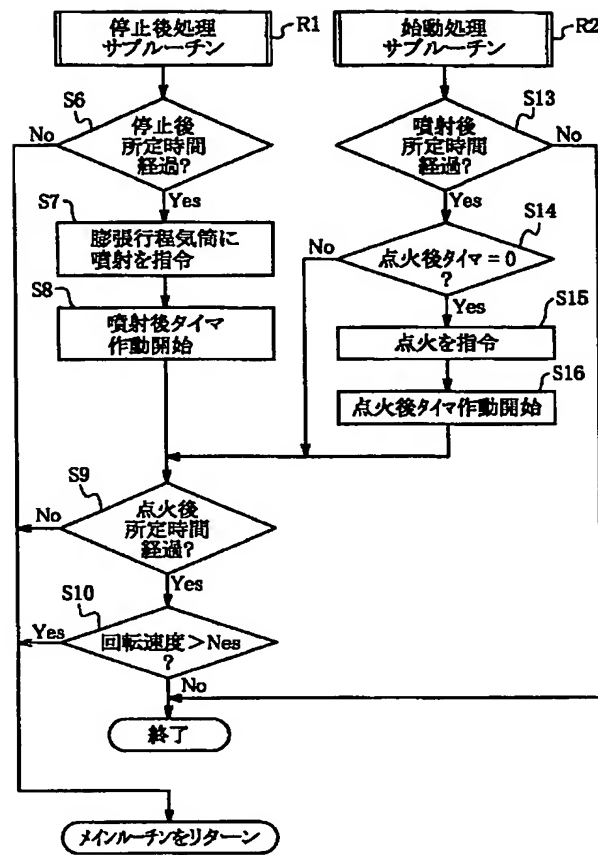 停止後処理
サブルーチン
R1
S6
停止後
所定時間
経過?
No
Yes
S7
膨張行程気筒に
噴射を指令
S8
噴射後タイマ
作動開始
始動処理
サブルーチン
R2
S13
噴射後
所定時間
経過?
No
Yes
S14
点火後タイマ=0
?
No
Yes
S15
点火を指令
S16
点火後タイマ作動開始
S9
点火後
所定時間
経過?
No
Yes
S10
回転速度>Nes
?
Yes
No
終了
メインルーチンをリターン